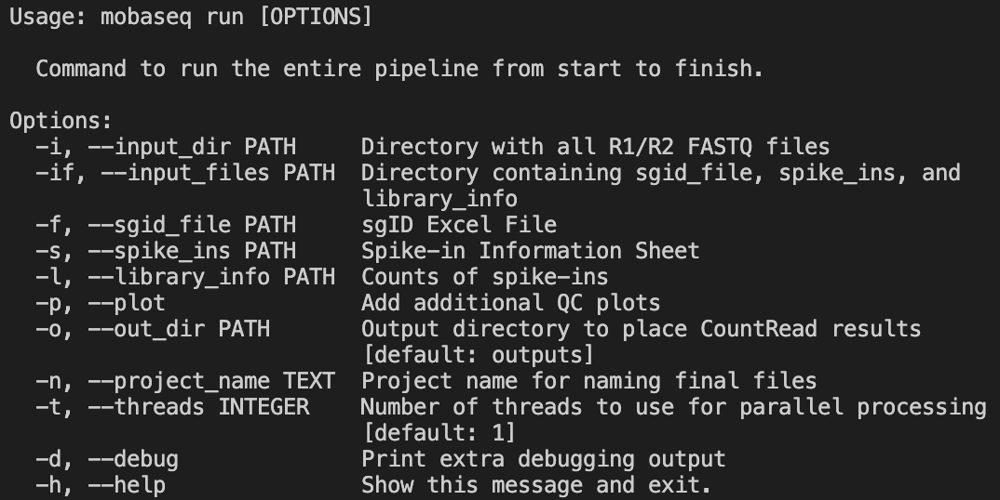 Usage: mobaseq run [OPTIONS]
Command to run the entire pipeline from start to finish.
Options:
-i, --input_dir PATH Directory with all R1/R2 FASTQ files
-if, --input_files PATH Directory containing sgid_file, spike_ins, and
library_info
-f, --sgid_file PATH sgID Excel File
-s, --spike_ins PATH Spike-in Information Sheet
-l, --library_info PATH Counts of spike-ins
-p, --plot Add additional QC plots
-o, --out_dir PATH Output directory to place CountRead results
[default: outputs]
-n, --project_name TEXT Project name for naming final files
-t, --threads INTEGER Number of threads to use for parallel processing
[default: 1]
-d, --debug Print extra debugging output
-h, --help Show this message and exit.